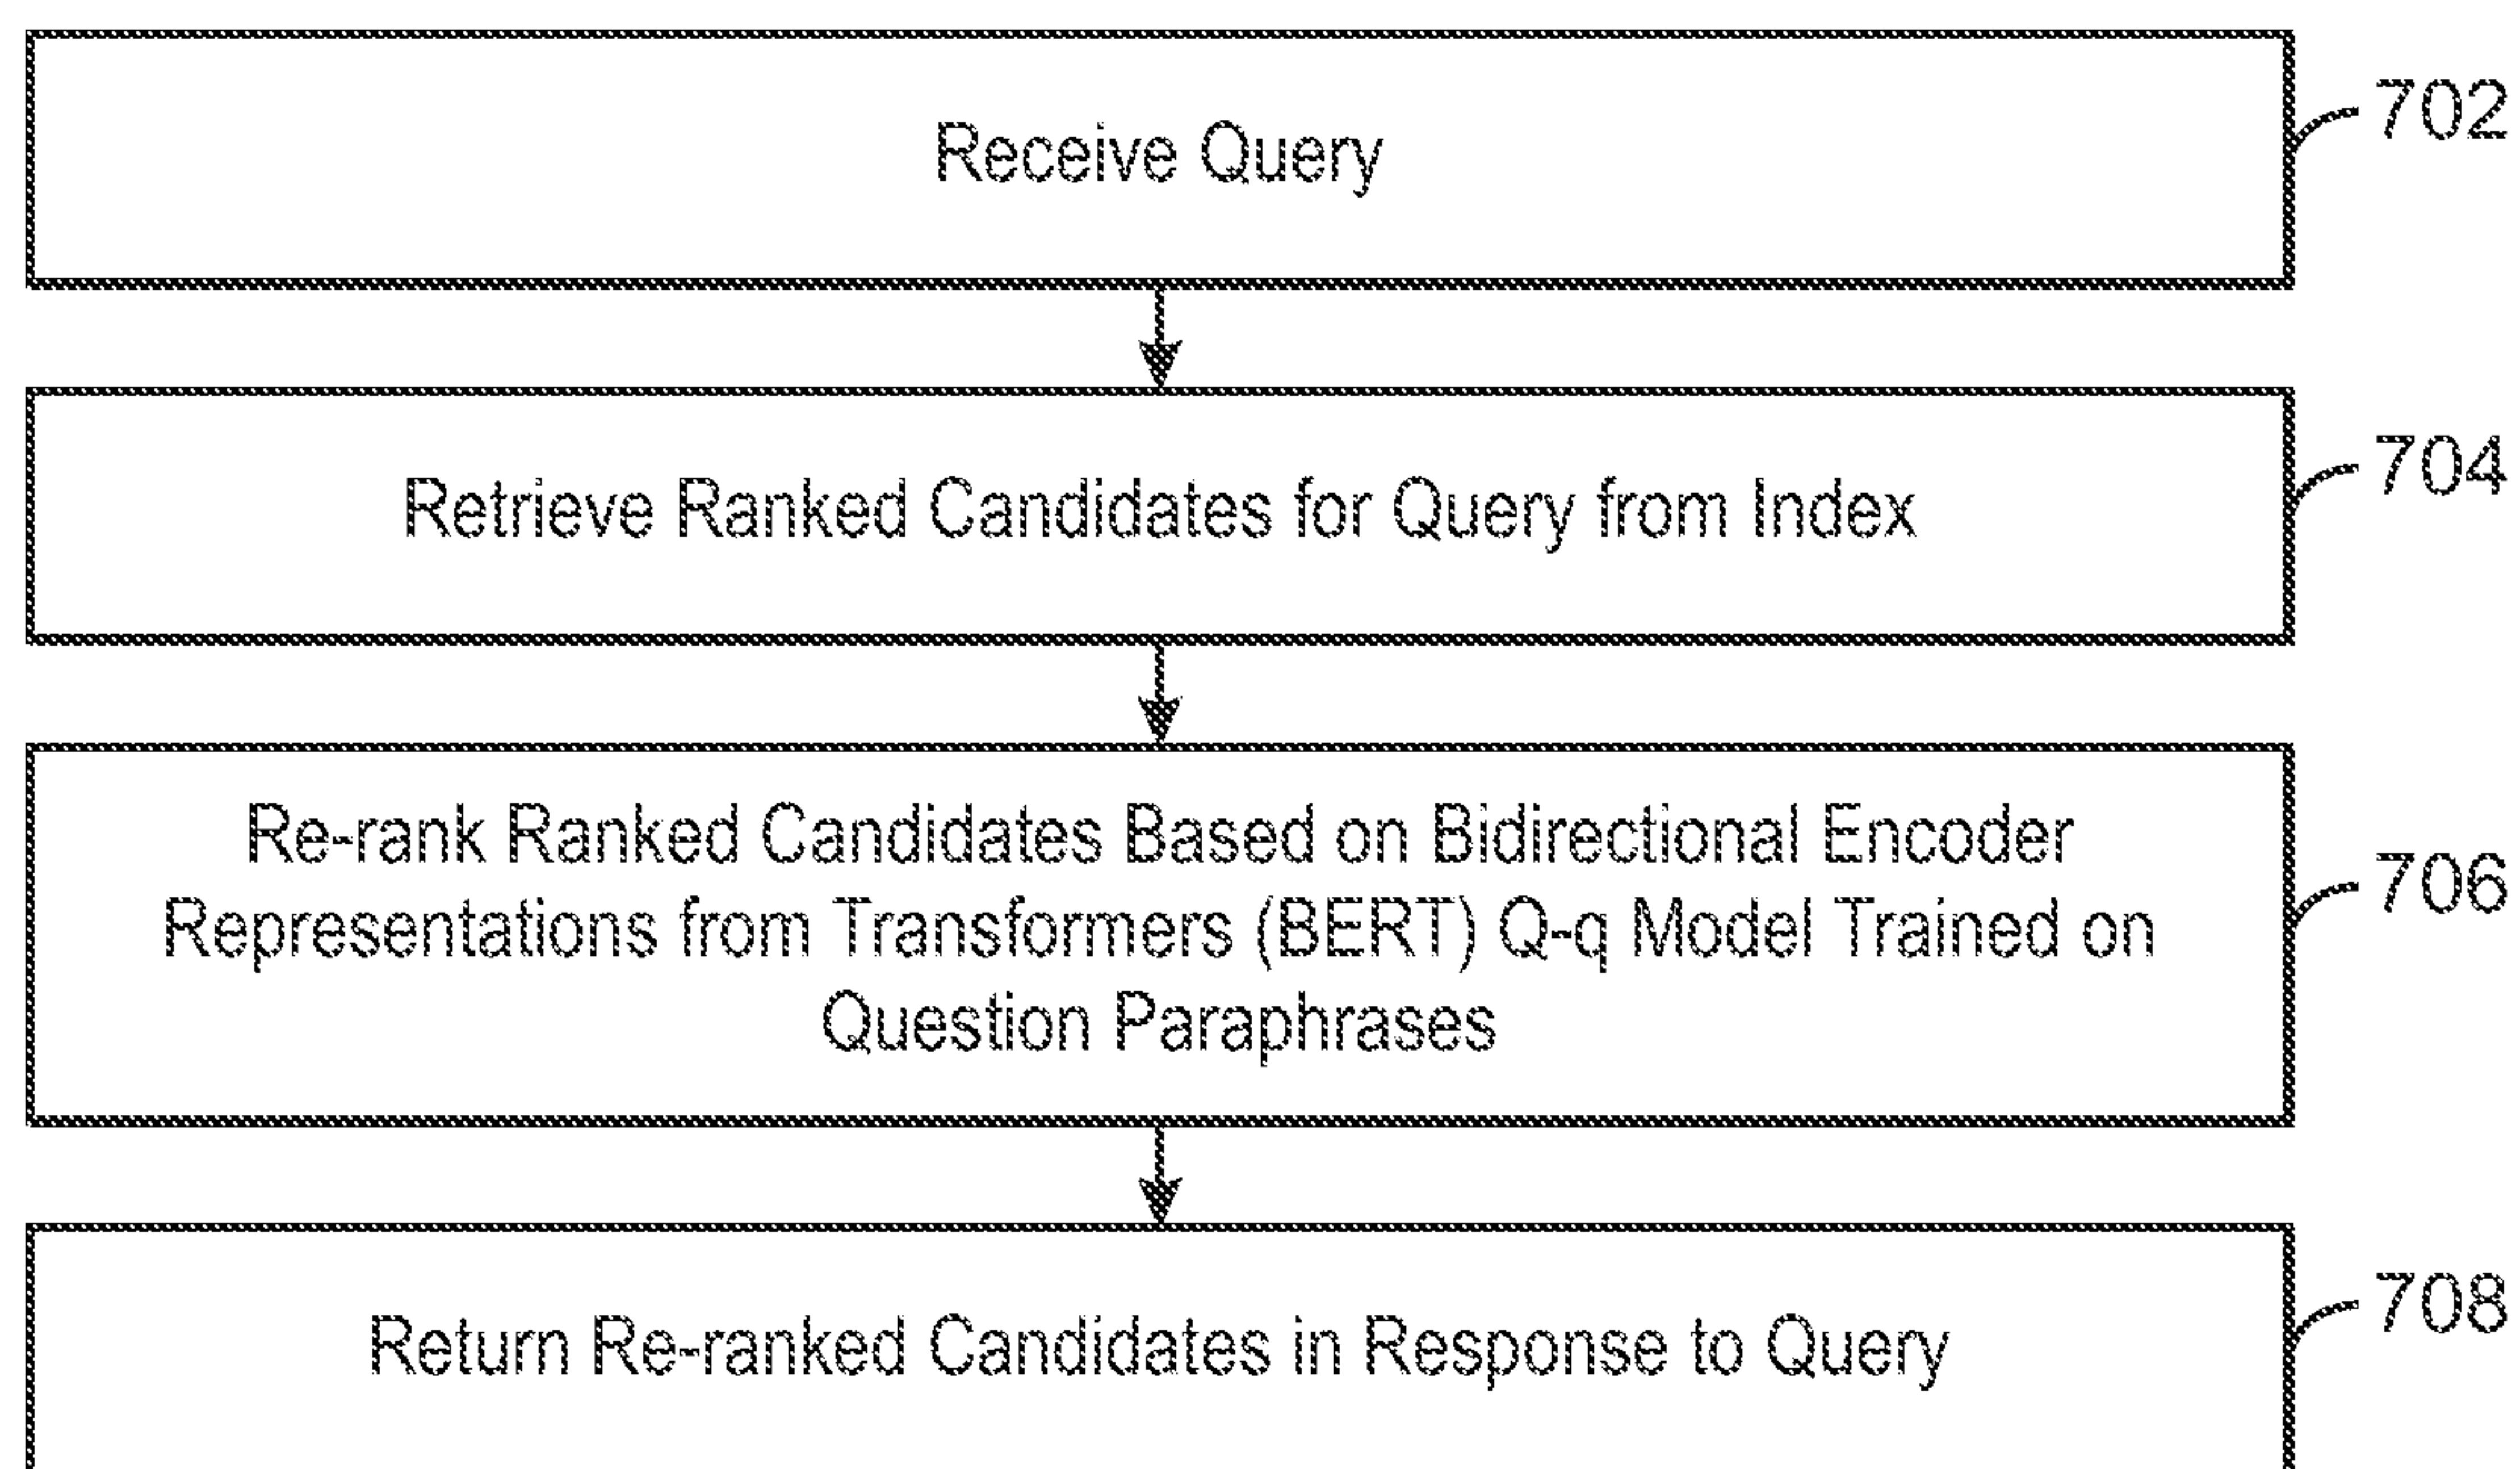 Receive Query
702
Retrieve Ranked Candidates for Query from Index
704
Re-rank Ranked Candidates Based on Bidirectional Encoder
Representations from Transformers (BERT) Q-q Model Trained on
Question Paraphrases
706
Return Re-ranked Candidates in Response to Query
708